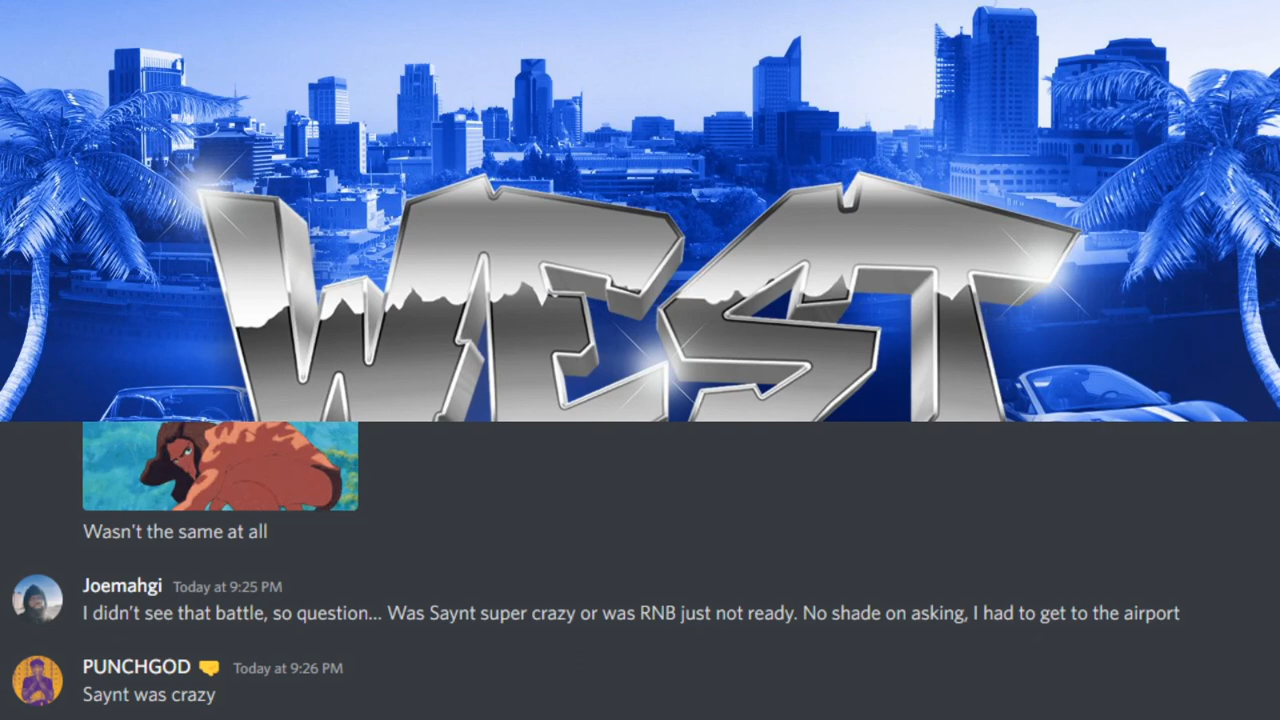 WEST
Wasn't the same at all
Joemahgi Today at 9:25 PM
I didn't see that battle, so question... Was Saynt super crazy or was RNB just not ready. No shade on asking, I had to get to the airport
PUNCHGOD 🤜 Today at 9:26 PM
Saynt was crazy